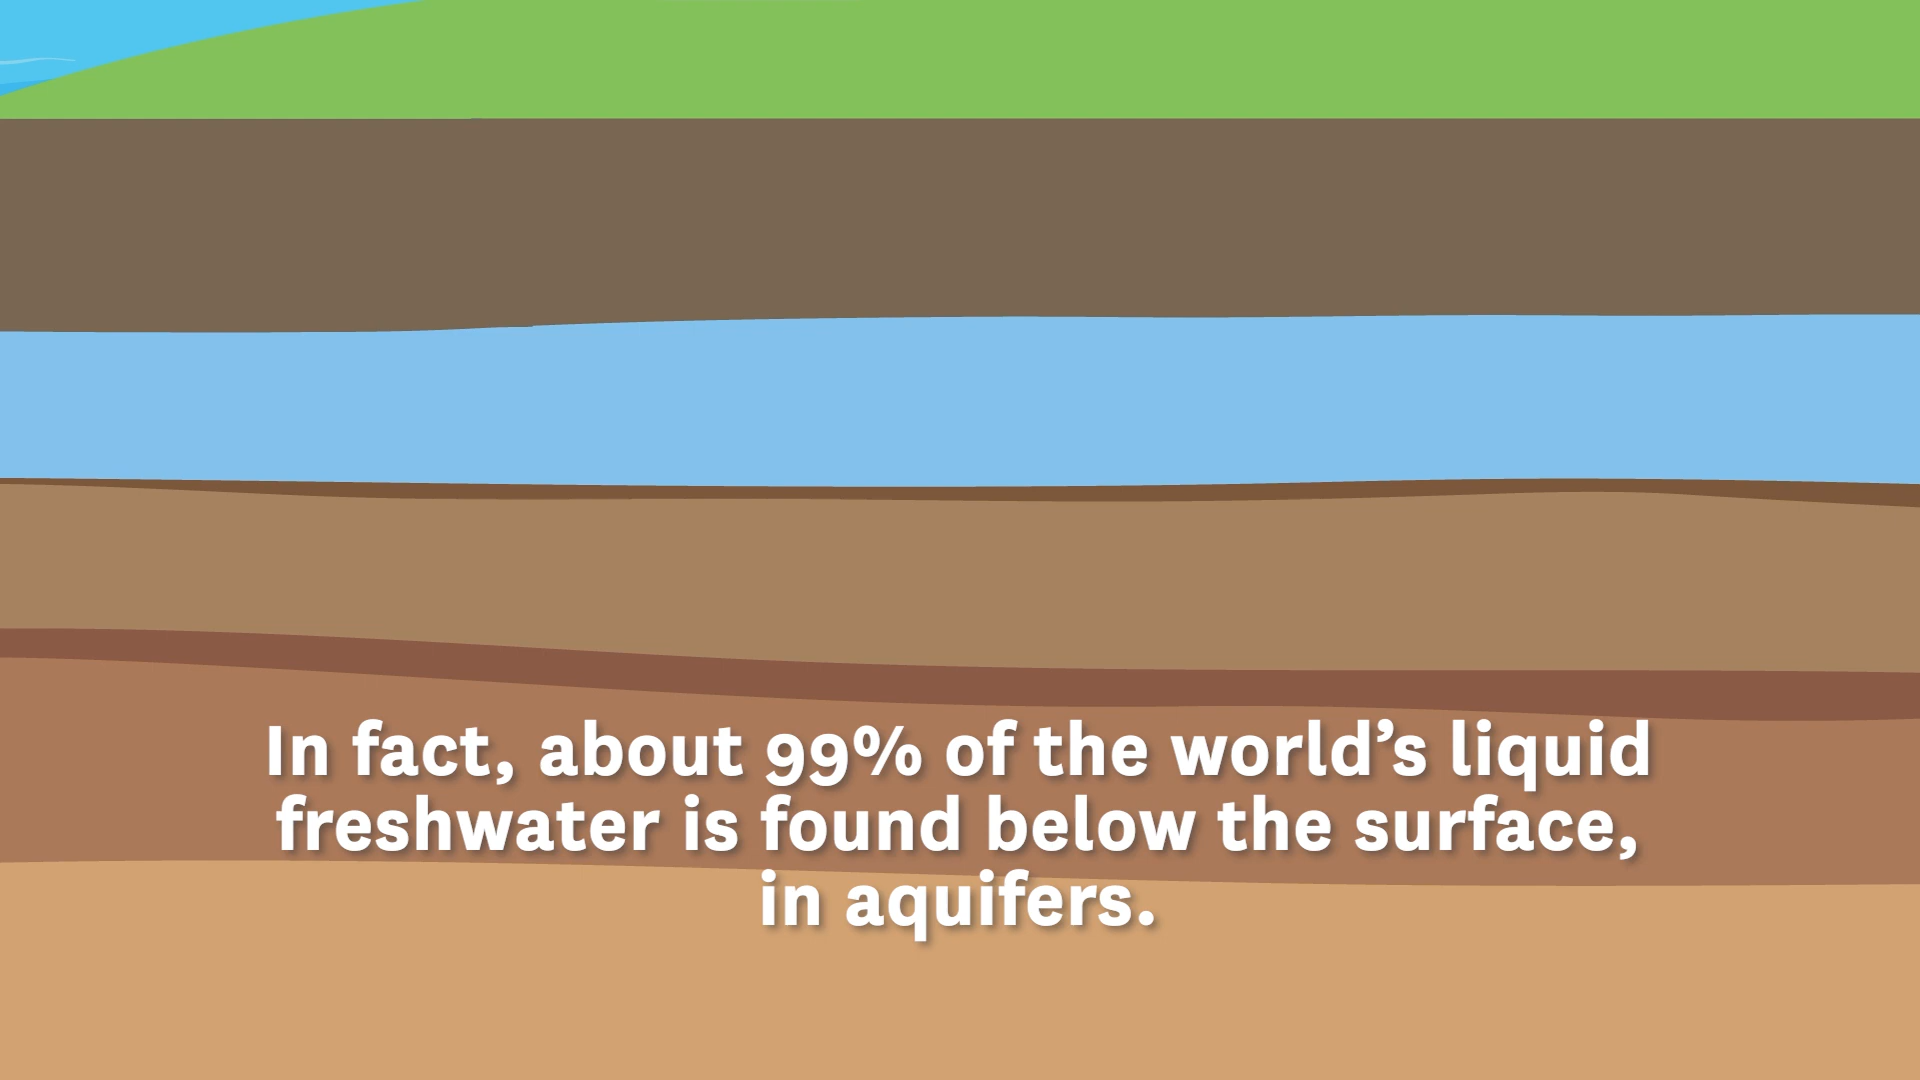 In fact, about 99% of the world’s liquid
freshwater is found below the surface,
in aquifers.